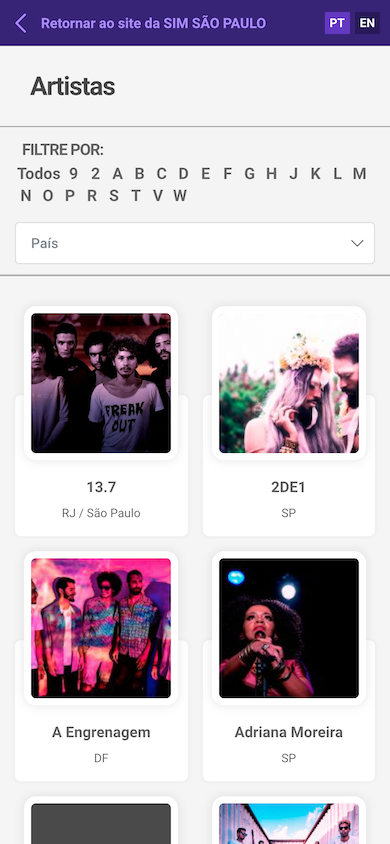 Retornar ao site da SIM SÃO PAULO
PT
EN
Artistas
FILTRE POR:
Todos 9 2 A B C D E F G H J K L M
N O P R S T V W
País
FREAK
OUT
13.7
RJ / São Paulo
2DE1
SP
A Engrenagem
DF
Adriana Moreira
SP